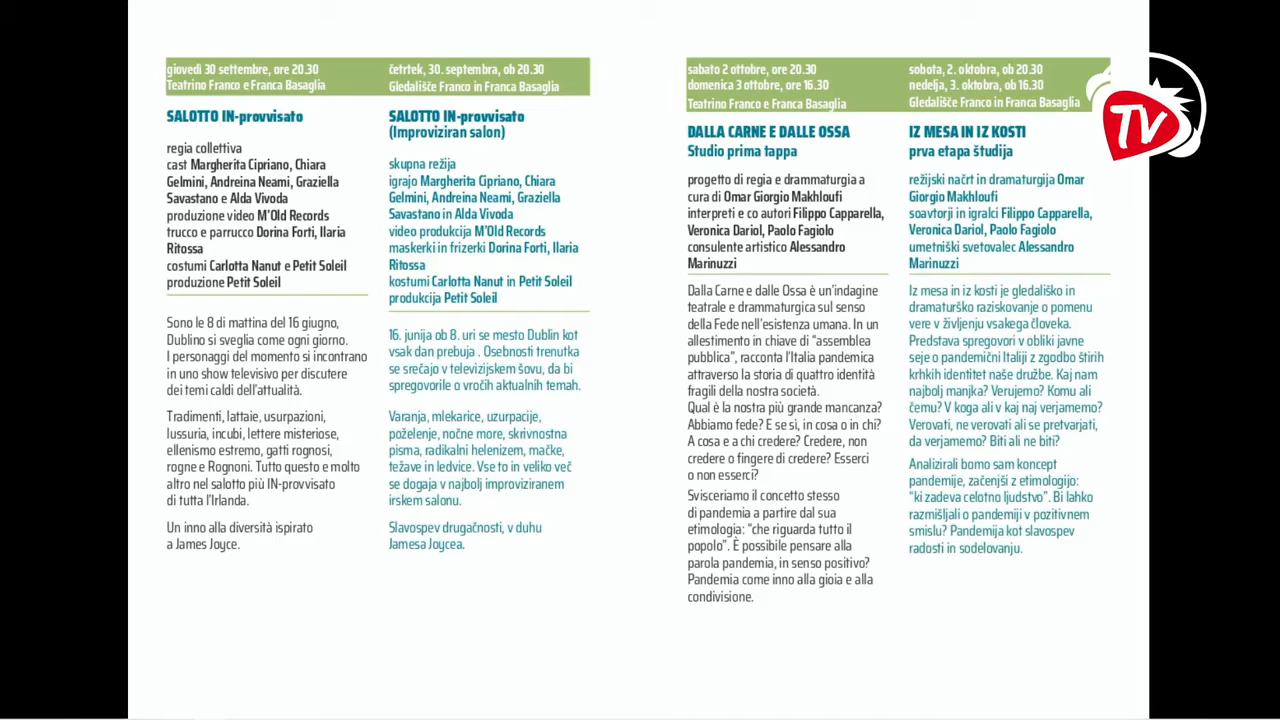 giovedì 30 settembre, ore 20.30
Teatrino Franco e Franca Basaglia
SALOTTO IN-provvisato
regia collettiva
cast Margherita Cipriano, Chiara
Gelmini, Andreina Neami, Graziella
Savastano e Alda Vivoda
produzione video M'Old Records
trucco e parrucco Dorina Forti, Ilaria
Ritossa
costumi Carlotta Nanut e Petit Soleil
produzione Petit Soleil
Sono le 8 di mattina del 16 giugno,
Dublino si sveglia come ogni giorno.
I personaggi del momento si incontrano
in uno show televisivo per discutere
dei temi caldi dell'attualità.
Tradimenti, lattaie, usurpazioni,
lussuria, incubi, lettere misteriose,
ellenismo estremo, gatti rognosi,
rogne e Rognoni. Tutto questo e molto
altro nel salotto più IN-provvisato
di tutta l'Irlanda.
Un inno alla diversità ispirato
a James Joyce.
četrtek, 30. septembra, ob 20.30
Gledališče Franco in Franca Basaglia
SALOTTO IN-provvisato
(Improviziran salon)
skupna režija
igrajo Margherita Cipriano, Chiara
Gelmini, Andreina Neami, Graziella
Savastano in Alda Vivoda
video produkcija M'Old Records
maskerki in frizerki Dorina Forti, Ilaria
Ritossa
kostumi Carlotta Nanut in Petit Soleil
produkcija Petit Soleil
16. junija ob 8. uri se mesto Dublin kot
vsak dan prebuja . Osebnosti trenutka
se srečajo v televizijskem šovu, da bi
spregovorile o vročih aktualnih temah.
Varanja, mlekarice, uzurpacije,
poželenje, nočne more, skrivnostna
pisma, radikalni helenizem, mačke,
težave in ledvice. Vse to in veliko več
se dogaja v najbolj improviziranem
irskem salonu.
Slavospev drugačnosti, v duhu
Jamesa Joycea.
sabato 2 ottobre, ore 20.30
domenica 3 ottobre, ore 16.30
Teatrino Franco e Franca Basaglia
DALLA CARNE E DALLE OSSA
Studio prima tappa
progetto di regia e drammaturgia a
cura di Omar Giorgio Makhloufi
interpreti e co autori Filippo Capparella,
Veronica Dariol, Paolo Fagiolo
consulente artistico Alessandro
Marinuzzi
Dalla Carne e dalle Ossa è un'indagine
teatrale e drammaturgica sul senso
della Fede nell'esistenza umana. In un
allestimento in chiave di "assemblea
pubblica", racconta l'Italia pandemica
attraverso la storia di quattro identità
fragili della nostra società.
Qual è la nostra più grande mancanza?
Abbiamo fede? E se sì, in cosa o in chi?
A cosa e a chi credere? Credere, non
credere o fingere di credere? Esserci
o non esserci?
Svisceriamo il concetto stesso
di pandemia a partire dal sua
etimologia: "che riguarda tutto il
popolo". È possibile pensare alla
parola pandemia, in senso positivo?
Pandemia come inno alla gioia e alla
condivisione.
sobota, 2. oktobra, ob 20.30
nedelja, 3. oktobra, ob 16.30
Gledališče Franco in Franca Basaglia
IZ MESA IN IZ KOSTI
prva etapa študija
režijski načrt in dramaturgija Omar
Giorgio Makhloufi
soavtorji in igralci Filippo Capparella,
Veronica Dariol, Paolo Fagiolo
umetniški svetovalec Alessandro
Marinuzzi
Iz mesa in iz kosti je gledališko in
dramaturško raziskovanje o pomenu
vere v življenju vsakega človeka.
Predstava spregovori v obliki javne
seje o pandemični Italiji z zgodbo štirih
krhkih identitet naše družbe. Kaj nam
najbolj manjka? Verujemo? Komu ali
čemu? V koga ali v kaj naj verjamemo?
Verovati, ne verovati ali se pretvarjati,
da verjamemo? Biti ali ne biti?
Analizirali bomo sam koncept
pandemije, začenjši z etimologijo:
"ki zadeva celotno ljudstvo". Bi lahko
razmišljali o pandemiji v pozitivnem
smislu? Pandemija kot slavospev
radosti in sodelovanju.
TV